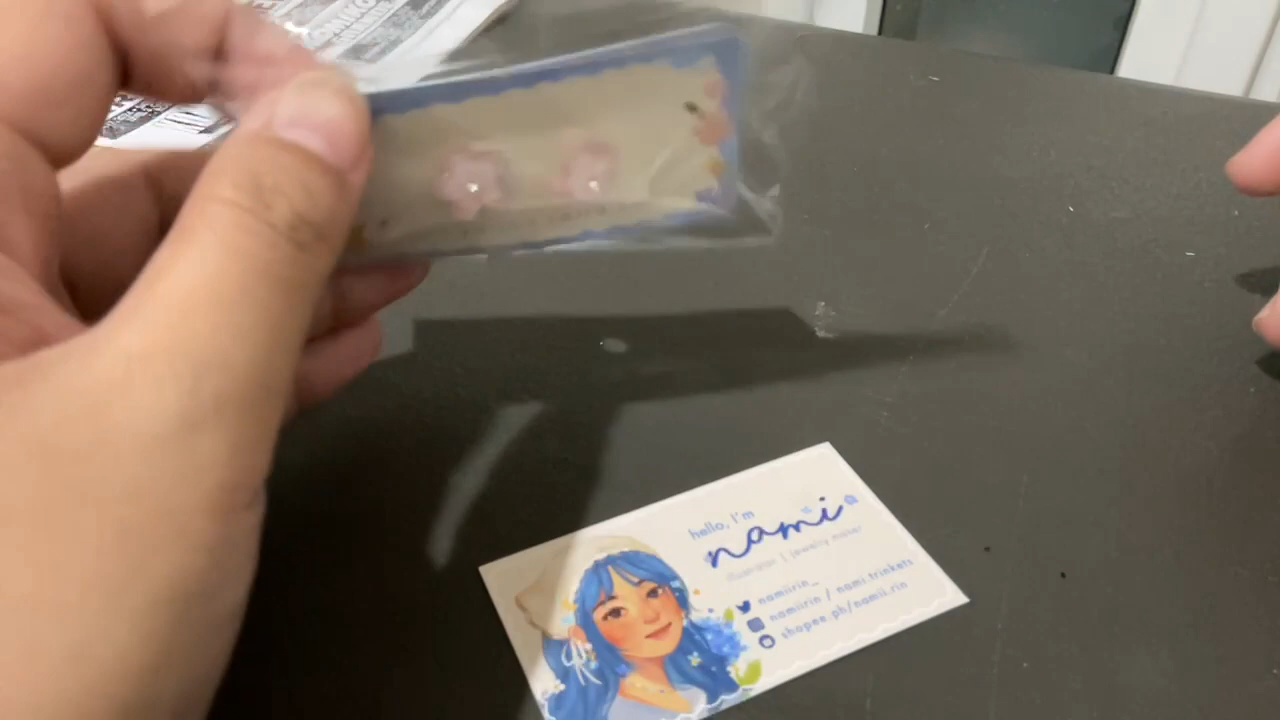 hello, I'm
nami
illustrator | jewelry maker
namiirin_
namiirin / nami.trinkets
shopee.ph/namii.rin